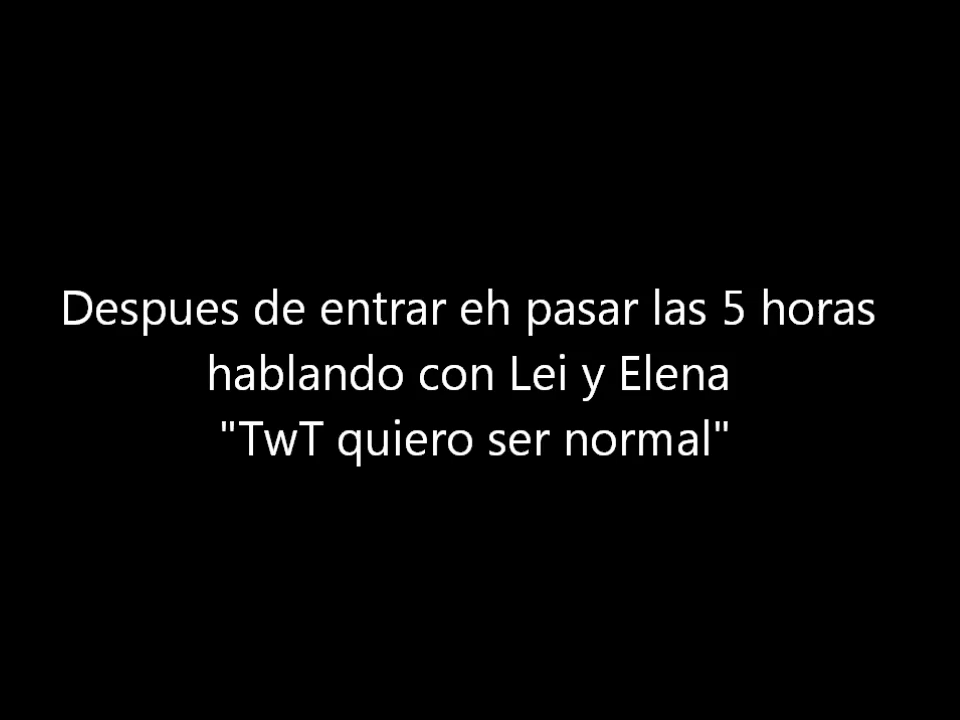 Despues de entrar eh pasar las 5 horas
hablando con Lei y Elena
"TwT quiero ser normal"